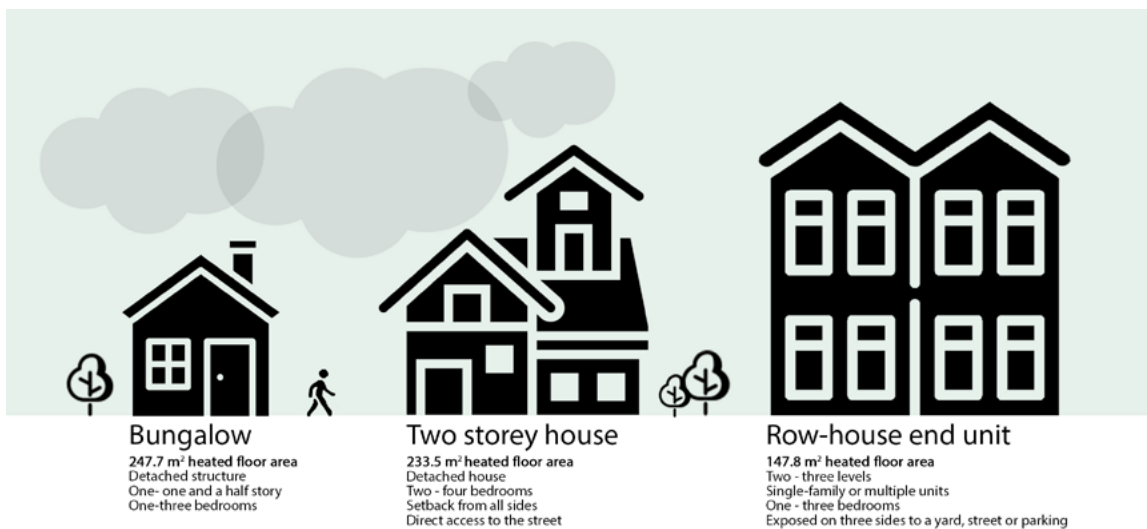 Bungalow
247.7 m² heated floor area
Detached structure
One- one and a half story
One-three bedrooms
Two storey house
233.5 m² heated floor area
Detached house
Two - four bedrooms
Setback from all sides
Direct access to the street
Row-house end unit
147.8 m² heated floor area
Two - three levels
Single-family or multiple units
One - three bedrooms
Exposed on three sides to a yard, street or parking